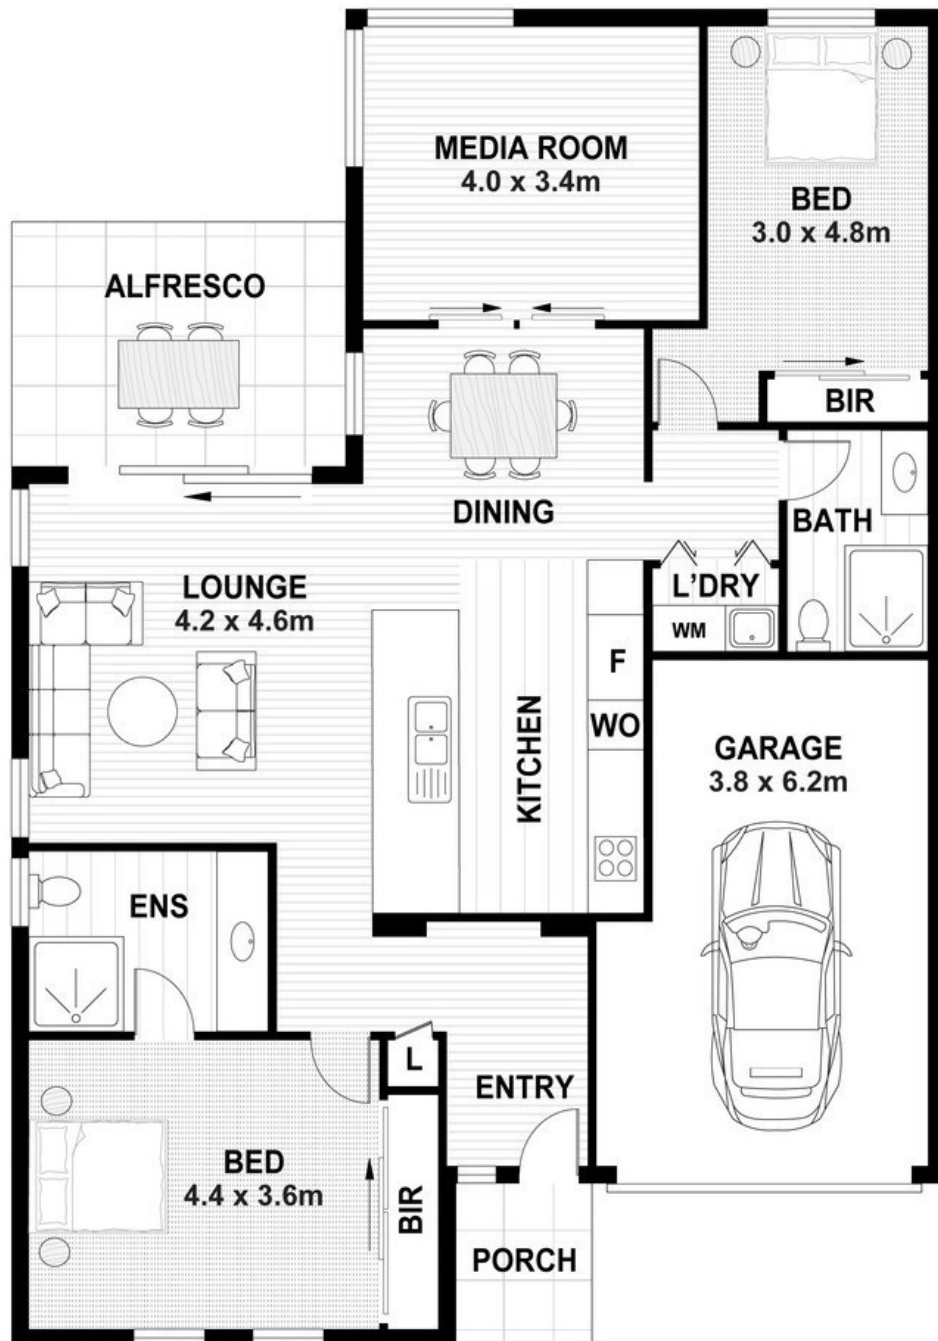 MEDIA ROOM
4.0 x 3.4m
BED
3.0 x 4.8m
ALFRESCO
BIR
DINING
BATH
LOUNGE
4.2 x 4.6m
L'DRY
WM
F
WO
KITCHEN
GARAGE
3.8 x 6.2m
ENS
L
ENTRY
BED
4.4 x 3.6m
BIR
PORCH